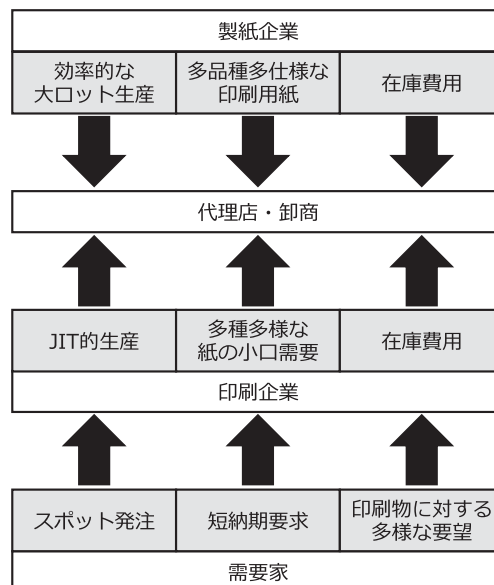 製紙企業
効率的な
大ロット生産
多品種多仕様な
印刷用紙
在庫費用
代理店・卸商
JIT的生産
多種多様な
紙の小口需要
在庫費用
印刷企業
スポット発注
短納期要求
印刷物に対する
多様な要望
需要家